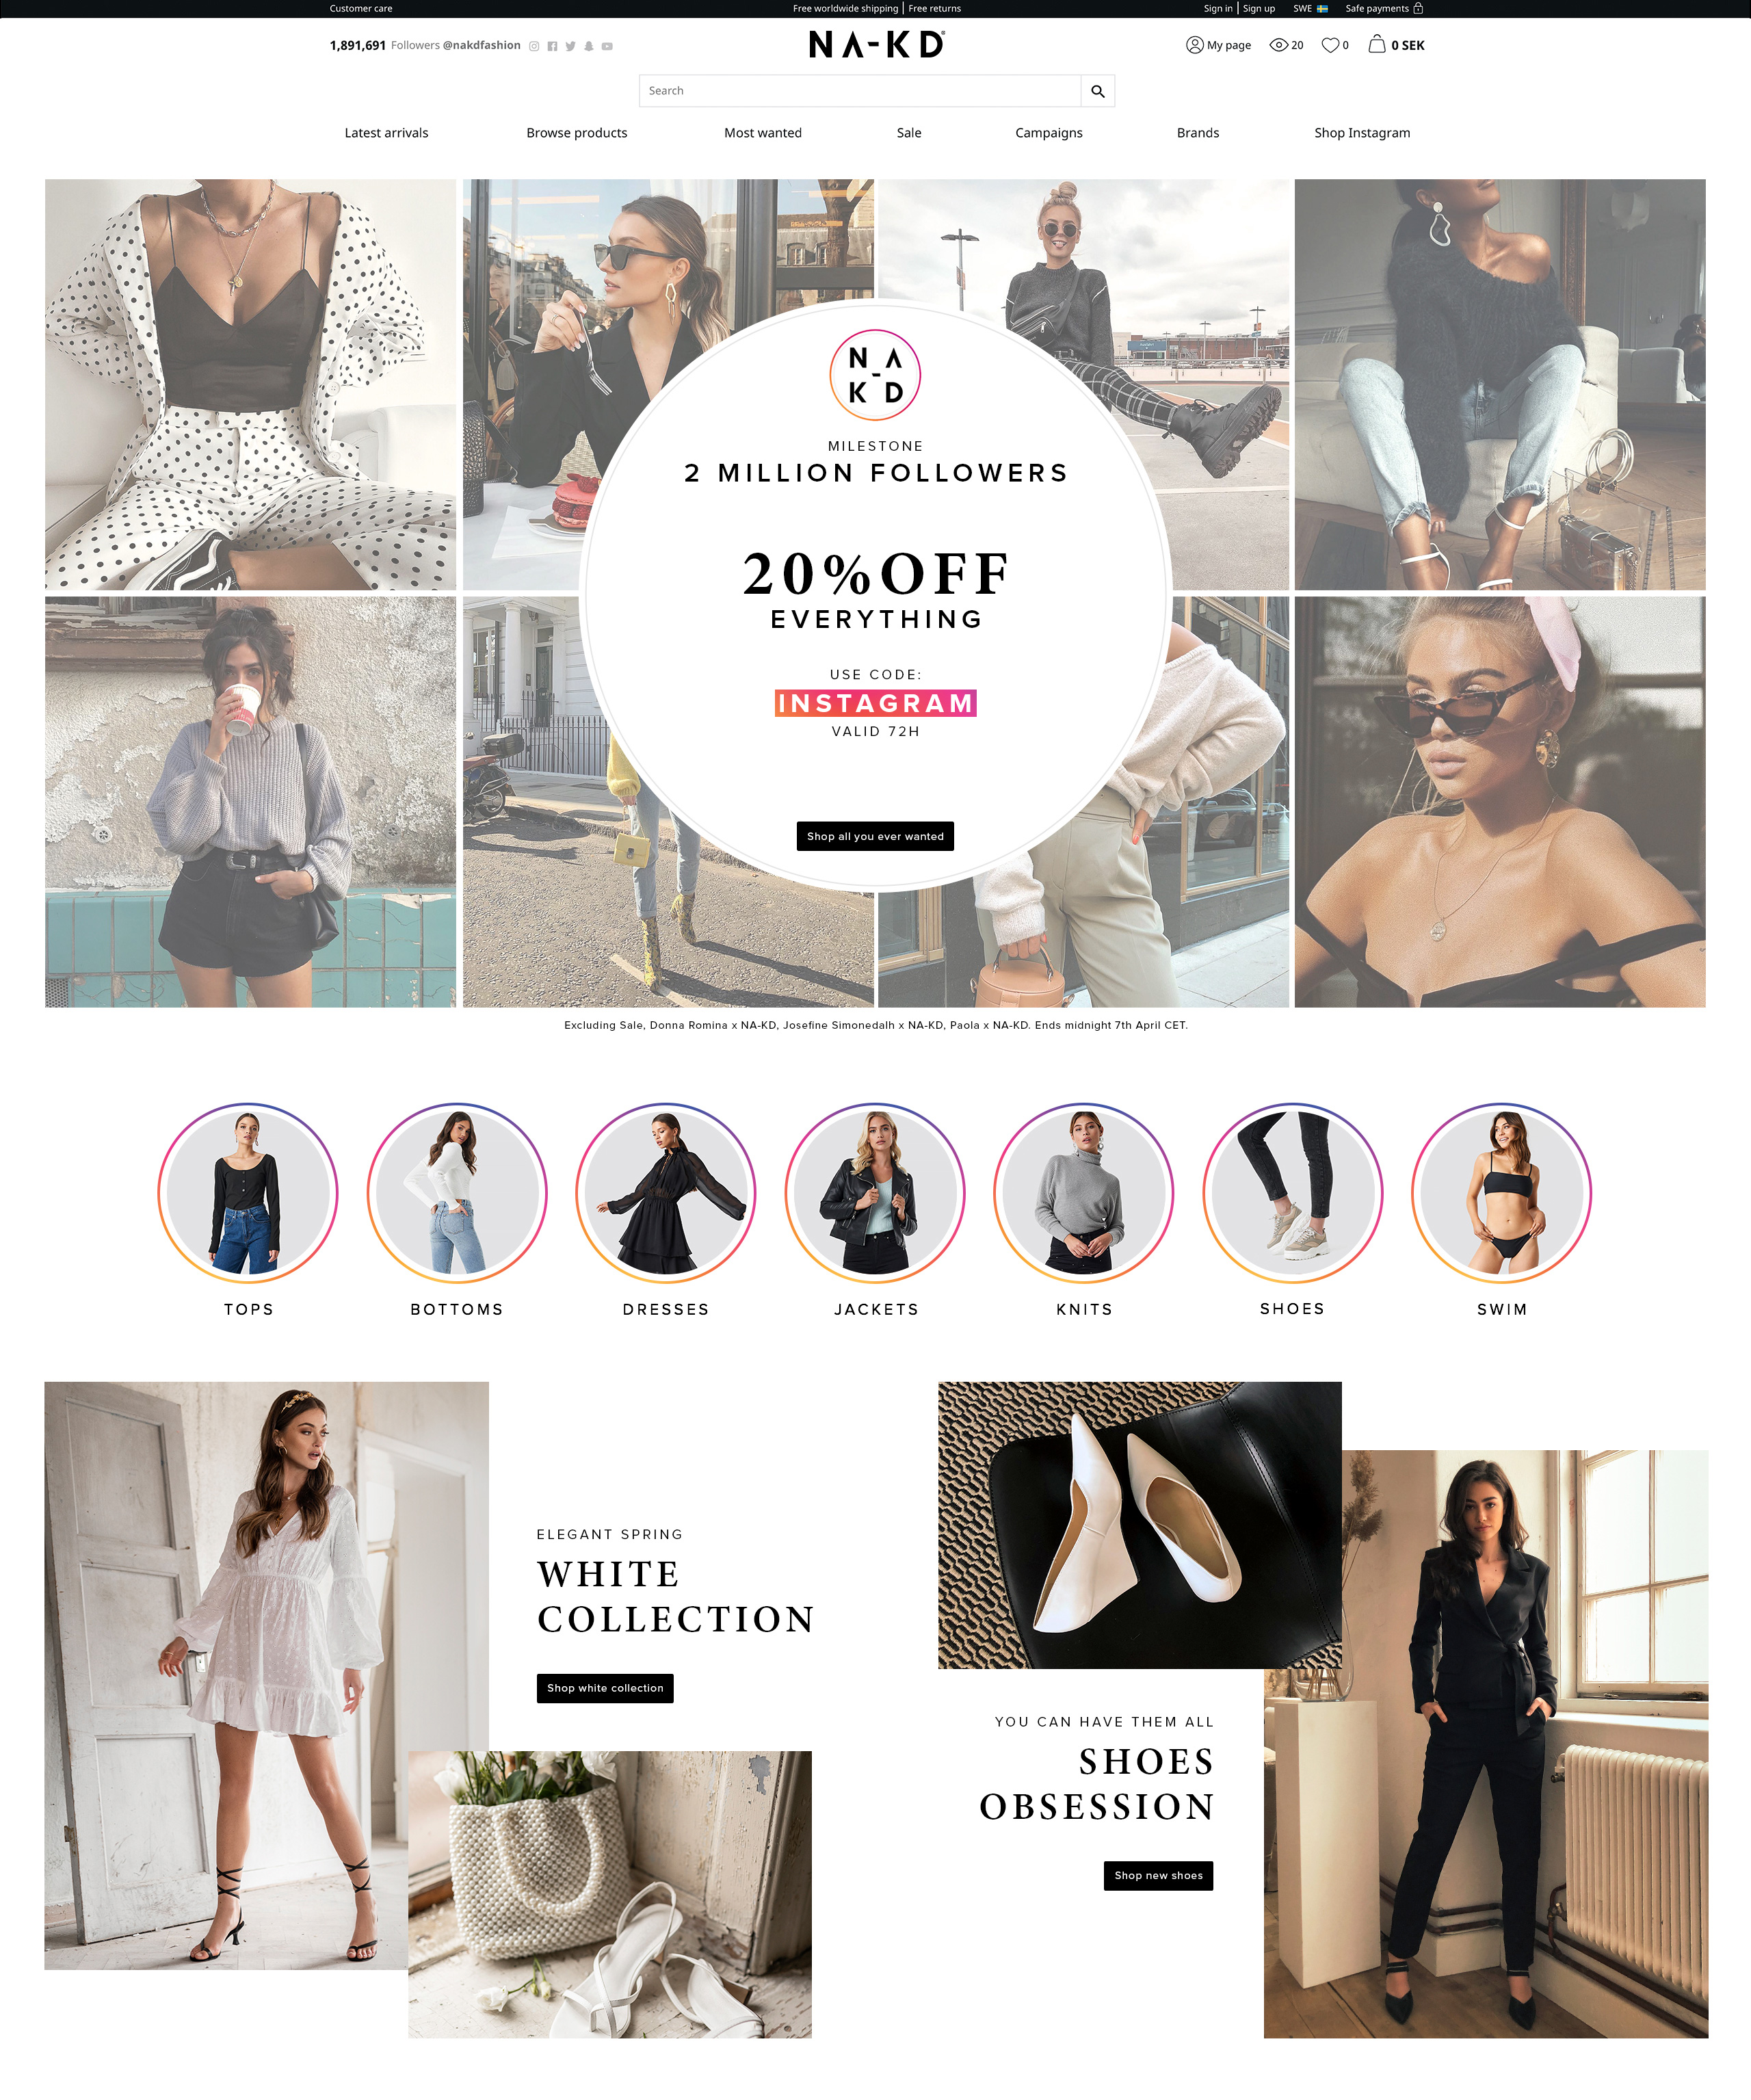 Customer care
Free worldwide shipping | Free returns
Sign in | Sign up
SWE
Safe payments
1,891,691 Followers @nakdfashion
NA-KD®
My page
20
0
0 SEK
Search
Latest arrivals
Browse products
Most wanted
Sale
Campaigns
Brands
Shop Instagram
N A
-
K D
MILESTONE
2 MILLION FOLLOWERS
20%OFF
EVERYTHING
USE CODE:
INSTAGRAM
VALID 72H
Shop all you ever wanted
Excluding Sale, Donna Romina x NA-KD, Josefine Simonedalh x NA-KD, Paola x NA-KD. Ends midnight 7th April CET.
TOPS
BOTTOMS
DRESSES
JACKETS
KNITS
SHOES
SWIM
ELEGANT SPRING
WHITE
COLLECTION
Shop white collection
YOU CAN HAVE THEM ALL
SHOES
OBSESSION
Shop new shoes